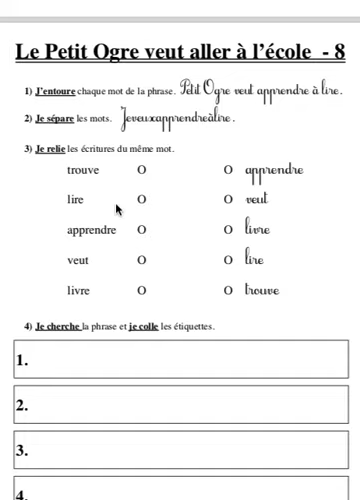 Le Petit Ogre veut aller à l'école - 8
1) J'entoure chaque mot de la phrase. Petit Ogre veut apprendre à lire.
2) Je sépare les mots. Jeveuxapprendreàlire.
3) Je relie les écritures du même mot.
trouve O O apprendre
lire O O veut
apprendre O O livre
veut O O lire
livre O O trouve
4) Je cherche la phrase et je colle les étiquettes.
1.
2.
3.
4.